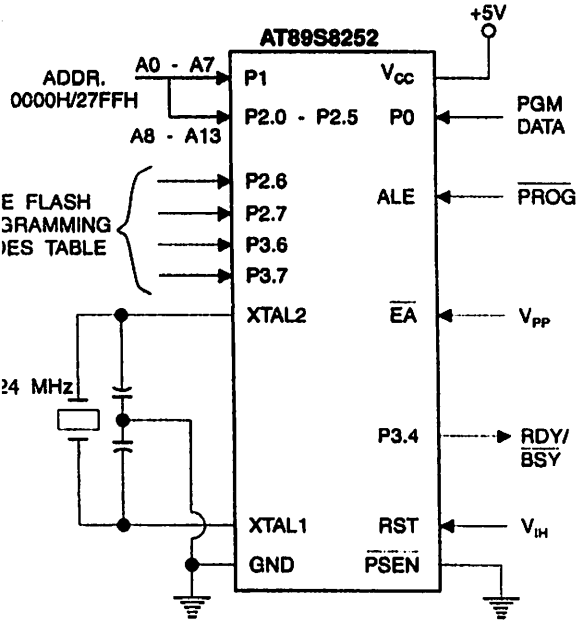 +5V
AT89S8252
A0 - A7
ADDR.
0000H/27FFH
A8 - A13
P1
VCC
P2.0 - P2.5
P0
PGM
DATA
P2.6
E FLASH
GRAMMING
DES TABLE
P2.7
ALE
PROG
P3.6
P3.7
XTAL2
EA
VPP
24 MHz
P3.4
RDY/
BSY
XTAL1
RST
VIH
GND
PSEN